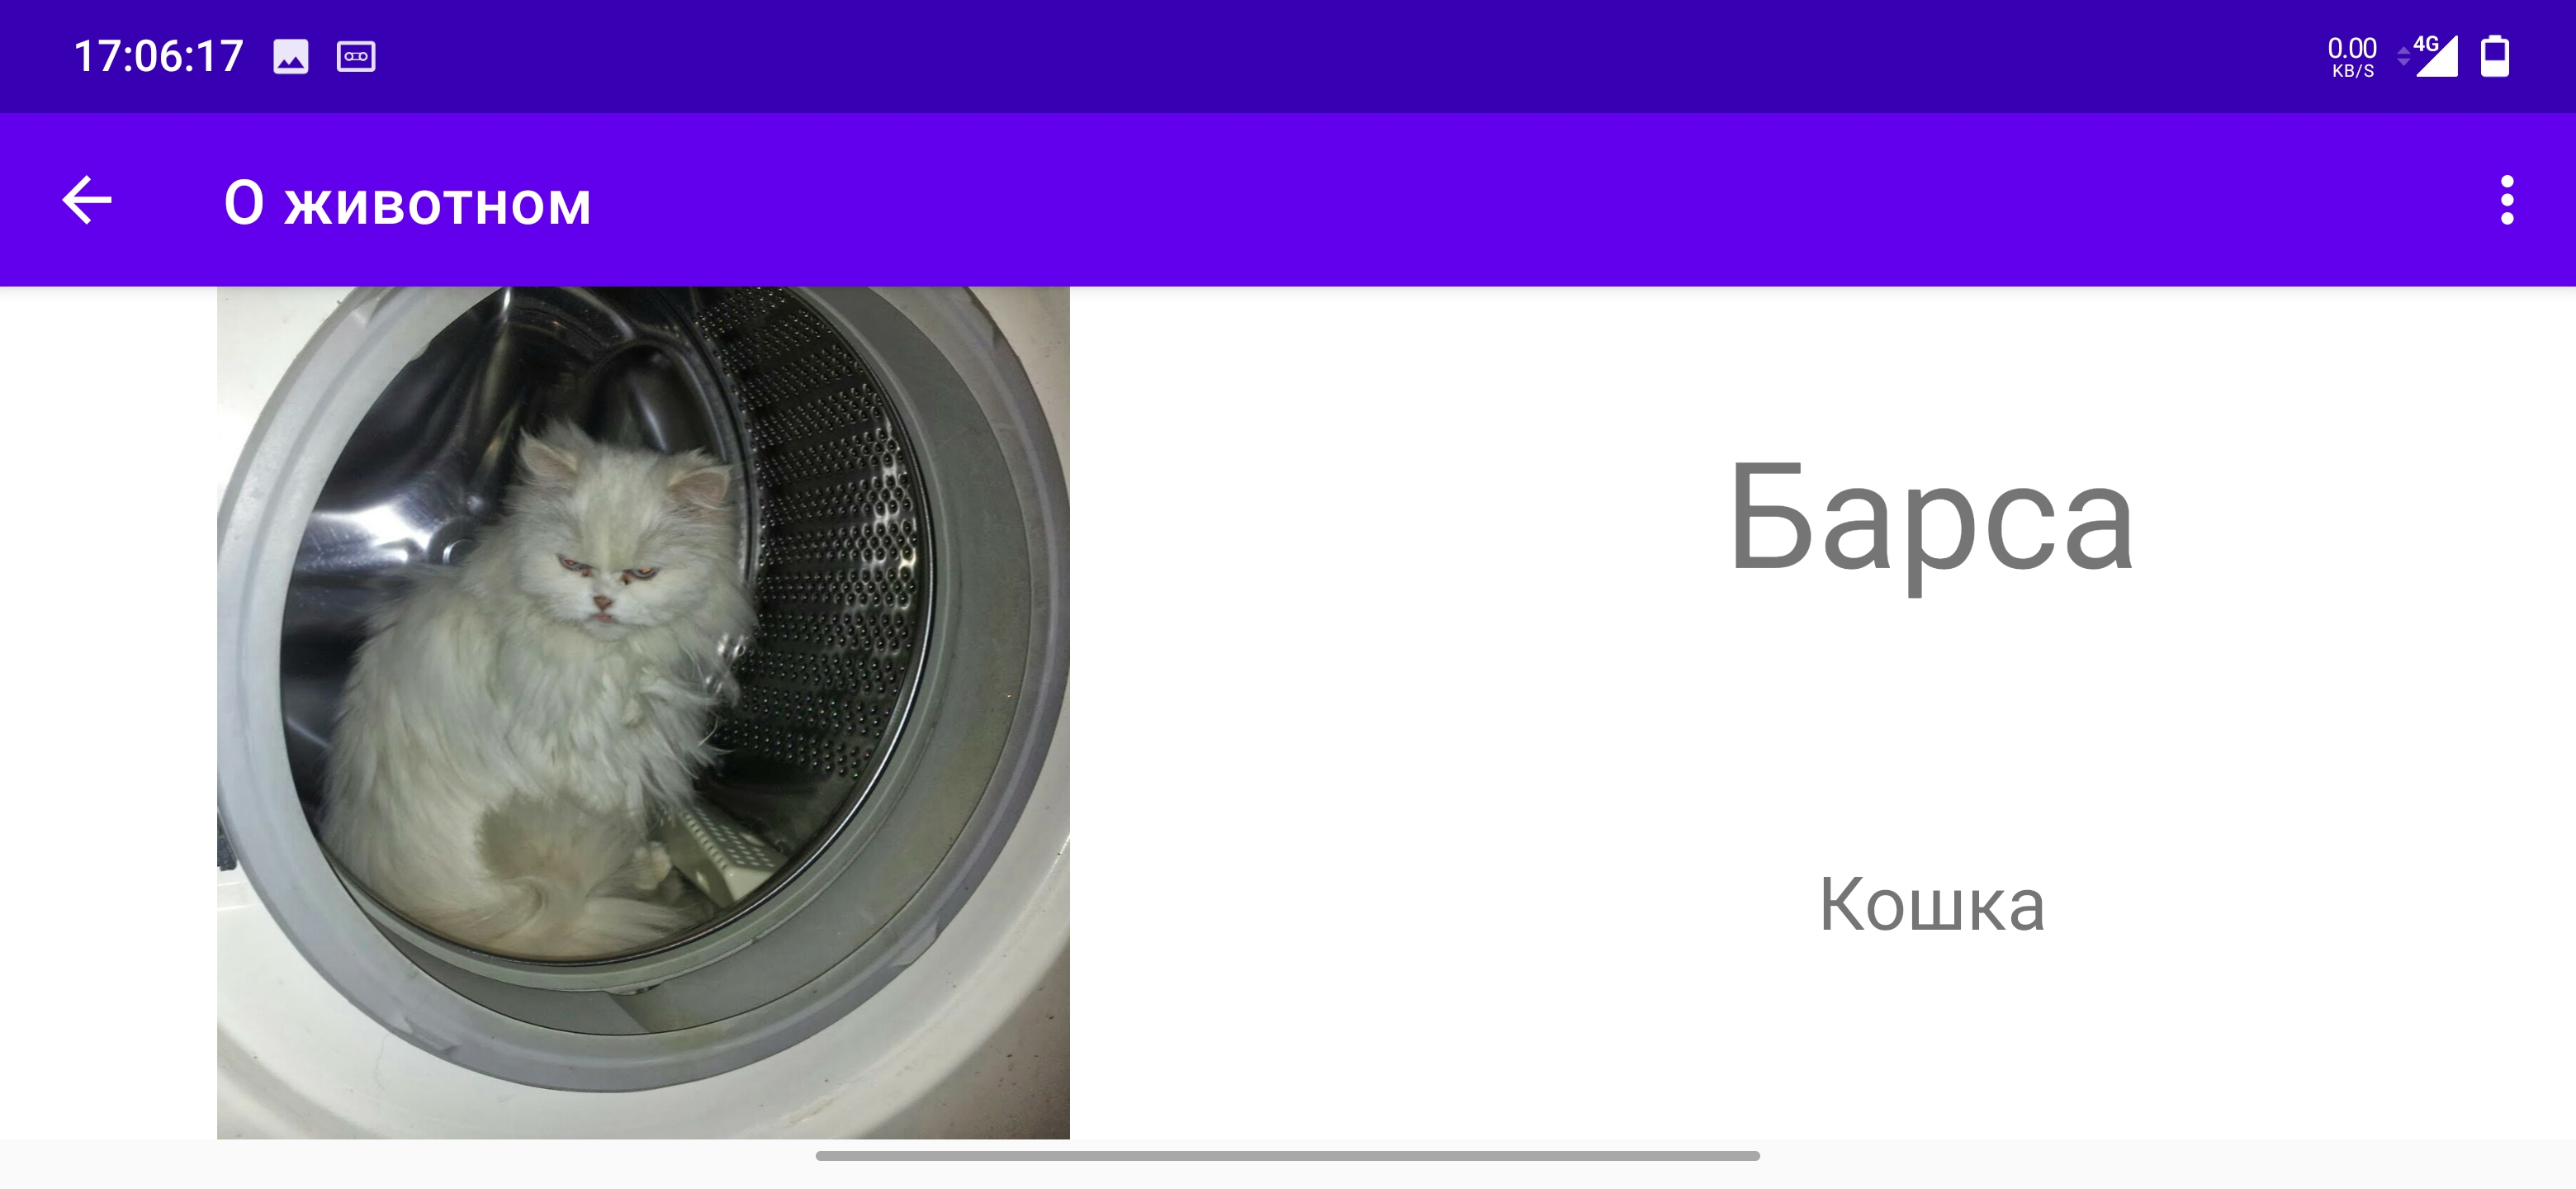 17:06:17
0.00
KB/S
4G
О животном
Барса
Кошка